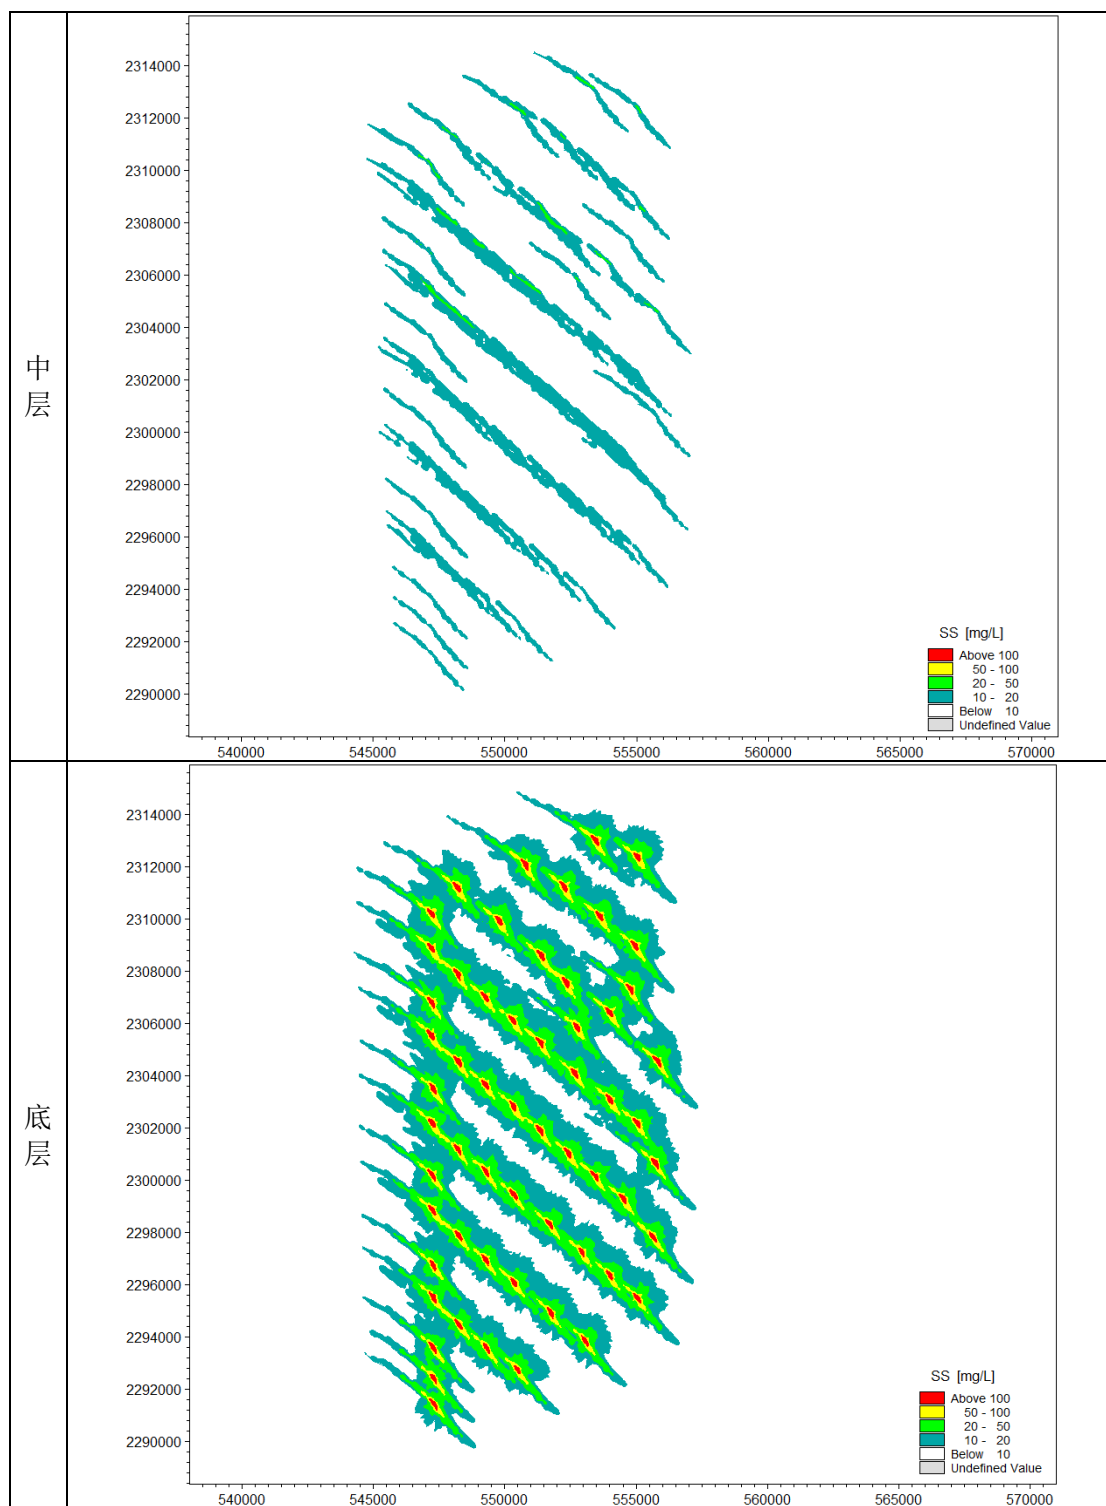 中
层
2314000
2312000
2310000
2308000
2306000
2304000
2302000
2300000
2298000
2296000
2294000
2292000
2290000
SS [mg/L]
Above 100
50 - 100
20 - 50
10 - 20
Below 10
Undefined Value
540000 545000 550000 555000 560000 565000 570000
底
层
2314000
2312000
2310000
2308000
2306000
2304000
2302000
2300000
2298000
2296000
2294000
2292000
2290000
SS [mg/L]
Above 100
50 - 100
20 - 50
10 - 20
Below 10
Undefined Value
540000 545000 550000 555000 560000 565000 570000